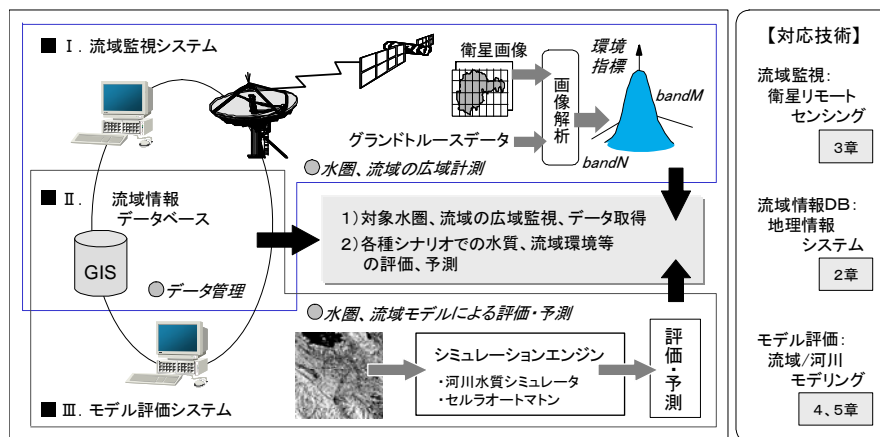 ■ Ⅰ. 流域監視システム
衛星画像
環境
指標
画像解析
bandM
bandN
グランドトルースデータ
●水圏、流域の広域計測
■ Ⅱ. 流域情報
データベース
GIS
●データ管理
1)対象水圏、流域の広域監視、データ取得
2)各種シナリオでの水質、流域環境等
の評価、予測
●水圏、流域モデルによる評価・予測
シミュレーションエンジン
・河川水質シミュレータ
・セルラオートマトン
評価・予測
■ Ⅲ. モデル評価システム
【対応技術】
流域監視:
衛星リモート
センシング
3章
流域情報DB:
地理情報
システム
2章
モデル評価:
流域/河川
モデリング
4、5章